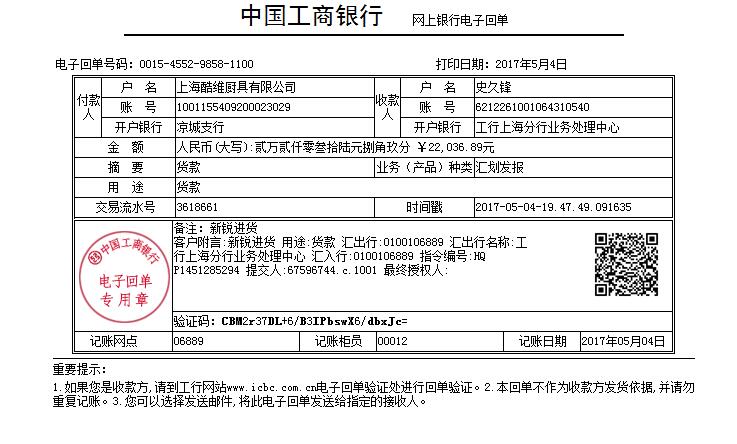 中国工商银行 网上银行电子回单
电子回单号码：0015-4552-9858-1100 打印日期：2017年5月4日
付款人 户 名 上海酷维厨具有限公司 收款人 户 名 史久锋
账 号 1001155409200023029 账 号 6212261001064310540
开户银行 凉城支行 开户银行 工行上海分行业务处理中心
金 额 人民币(大写):贰万贰仟零叁拾陆元捌角玖分 ¥22,036.89元
摘 要 货款 业务（产品）种类 汇划发报
用 途 货款
交易流水号 3618661 时间戳 2017-05-04-19.47.49.091635
中国工商银行
电子回单
专用章
备注：新锐进货
客户附言:新锐进货 用途:货款 汇出行:0100106889 汇出行名称:工
行上海分行业务处理中心 汇入行:0100106889 指令编号:HQ
P1451285294 提交人:67596744.c.1001 最终授权人:
验证码：CBM2r37DL+6/B3IPbswX6/dbxJc=
记账网点 06889 记账柜员 00012 记账日期 2017年05月04日
重要提示：
1.如果您是收款方,请到工行网站www.icbc.com.cn电子回单验证处进行回单验证。2.本回单不作为收款方发货依据,并请勿
重复记账。3.您可以选择发送邮件,将此电子回单发送给指定的接收人。